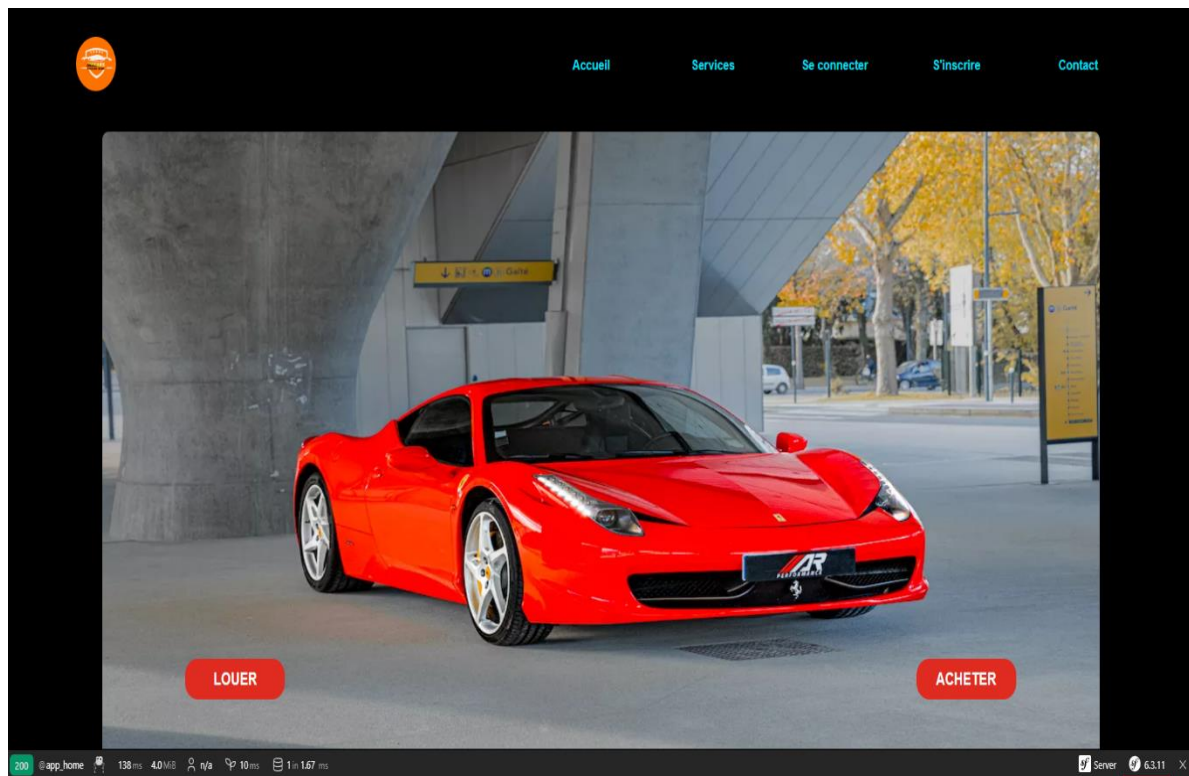 Accueil Services Se connecter S'inscrire Contact
Gaîté
AR
PERFORMANCE
LOUER ACHETER
200 @app_home 138 ms 4.0 MiB n/a 10 ms 1 in 1.67 ms Server 6.3.11 X